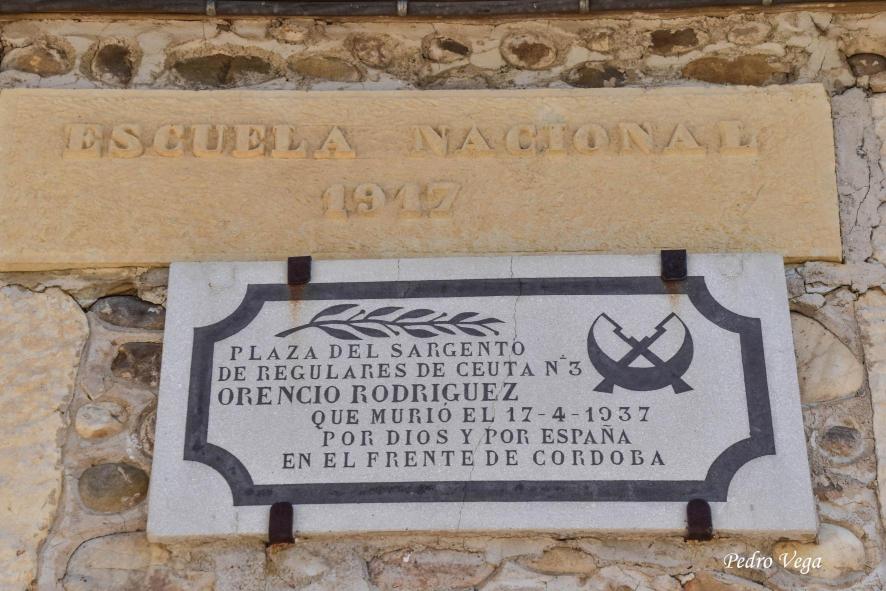 ESCUELA NACIONAL
1917
PLAZA DEL SARGENTO
DE REGULARES DE CEUTA Nº 3
ORENCIO RODRIGUEZ
QUE MURIÓ EL 17-4-1937
POR DIOS Y POR ESPAÑA
EN EL FRENTE DE CORDOBA
Pedro Vega